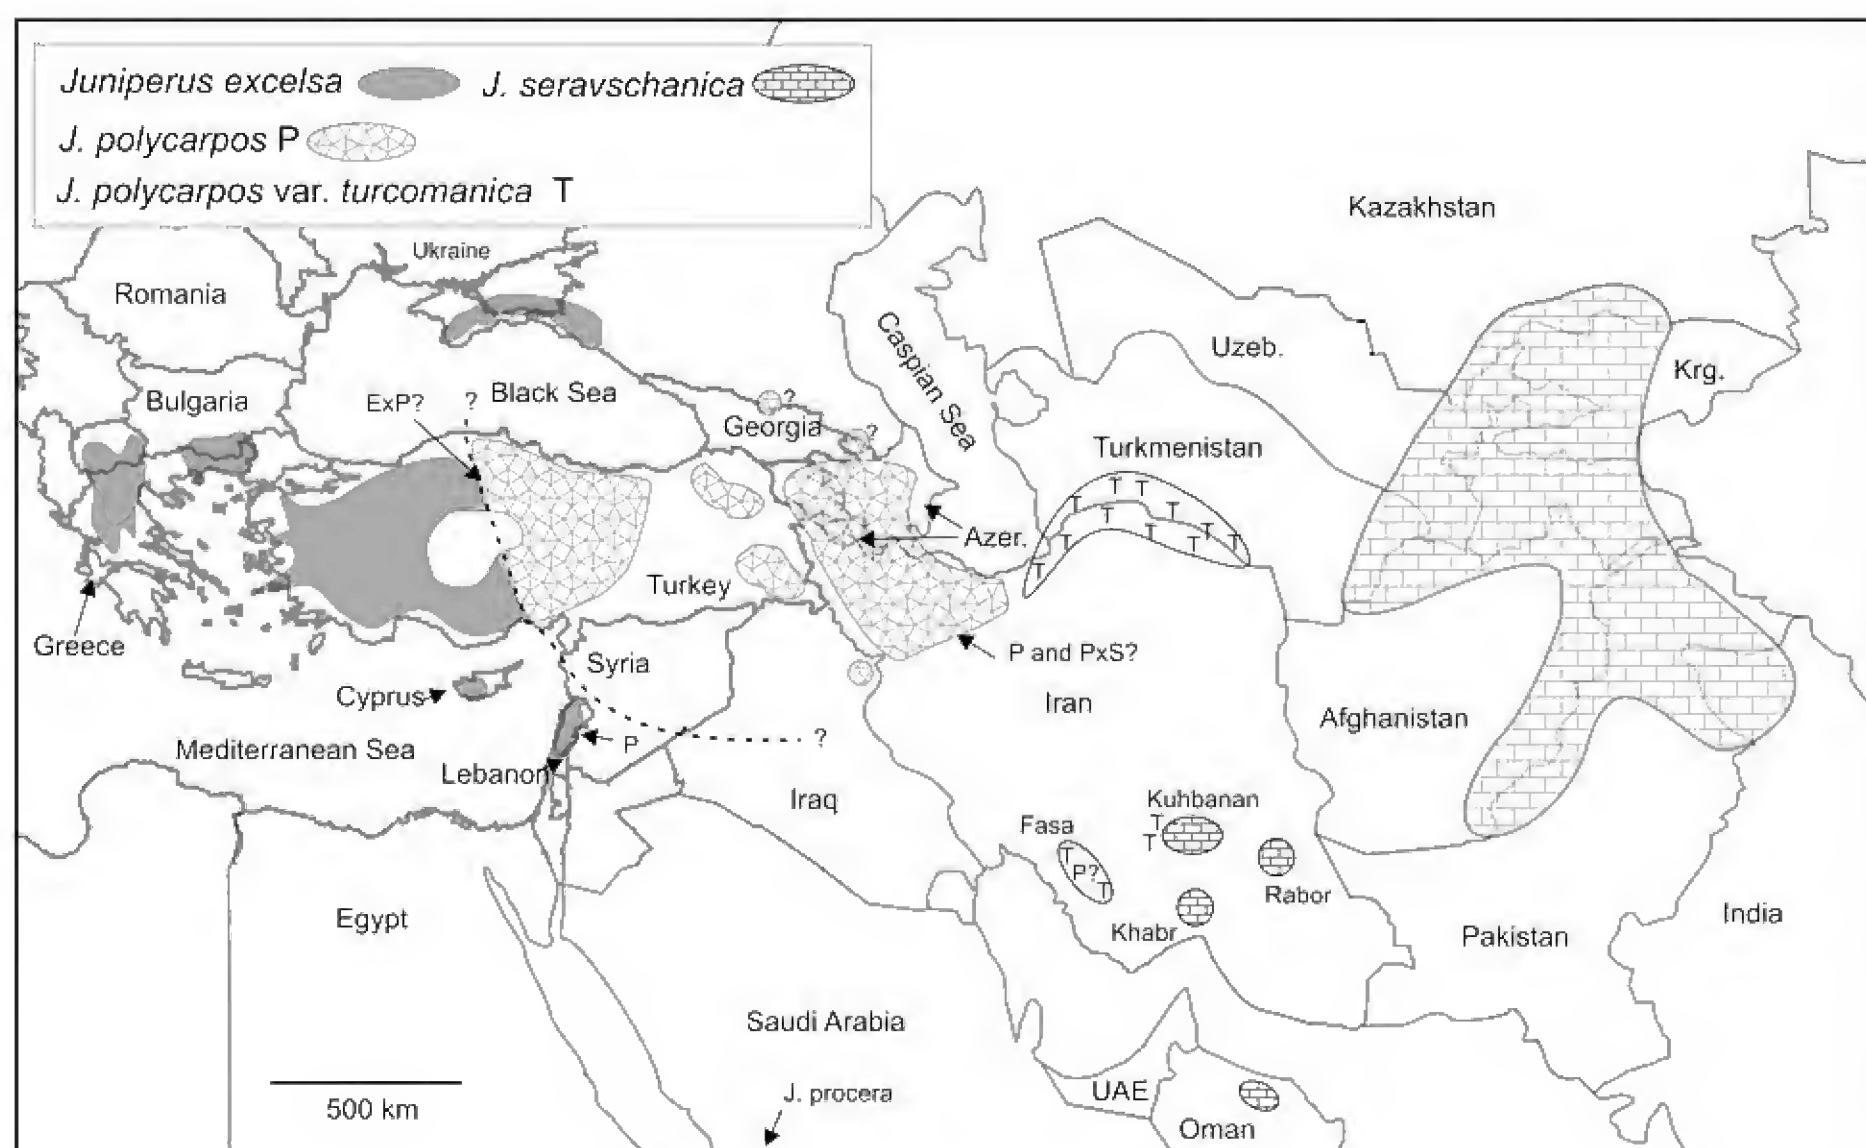 Juniperus excelsa J. seravschanica
J. polycarpos P
J. polycarpos var. turcomanica T
Kazakhstan
Ukraine
Romania
Caspian Sea
Uzeb.
Krg.
Bulgaria
ExP?
?
Black Sea
?
Georgia
?
Turkmenistan
T T T T T T T T T T T
Azer.
Turkey
Greece
Syria
P and PxS?
Cyprus
Iran
Afghanistan
Mediterranean Sea
P
?
Lebanon
Iraq
Kuhbanan
T
T
Fasa
T
P?
T
Rabor
Khabr
Egypt
India
Pakistan
Saudi Arabia
UAE
J. procera
500 km
Oman